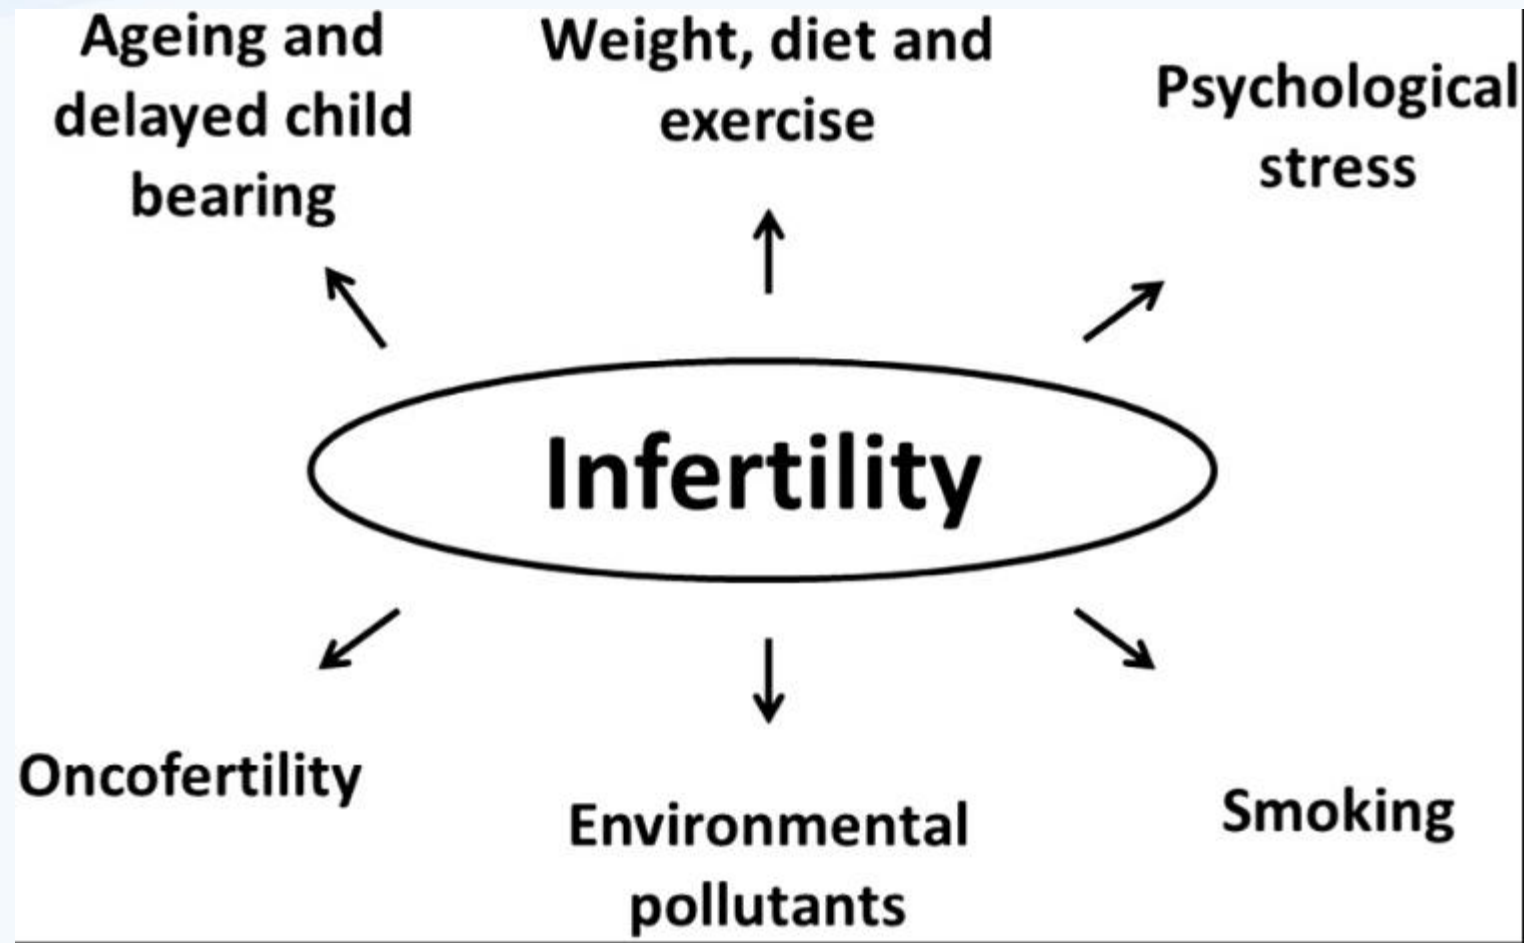 Ageing and
delayed child
bearing
Weight, diet and
exercise
Psychological
stress
Infertility
Oncofertility
Environmental
pollutants
Smoking